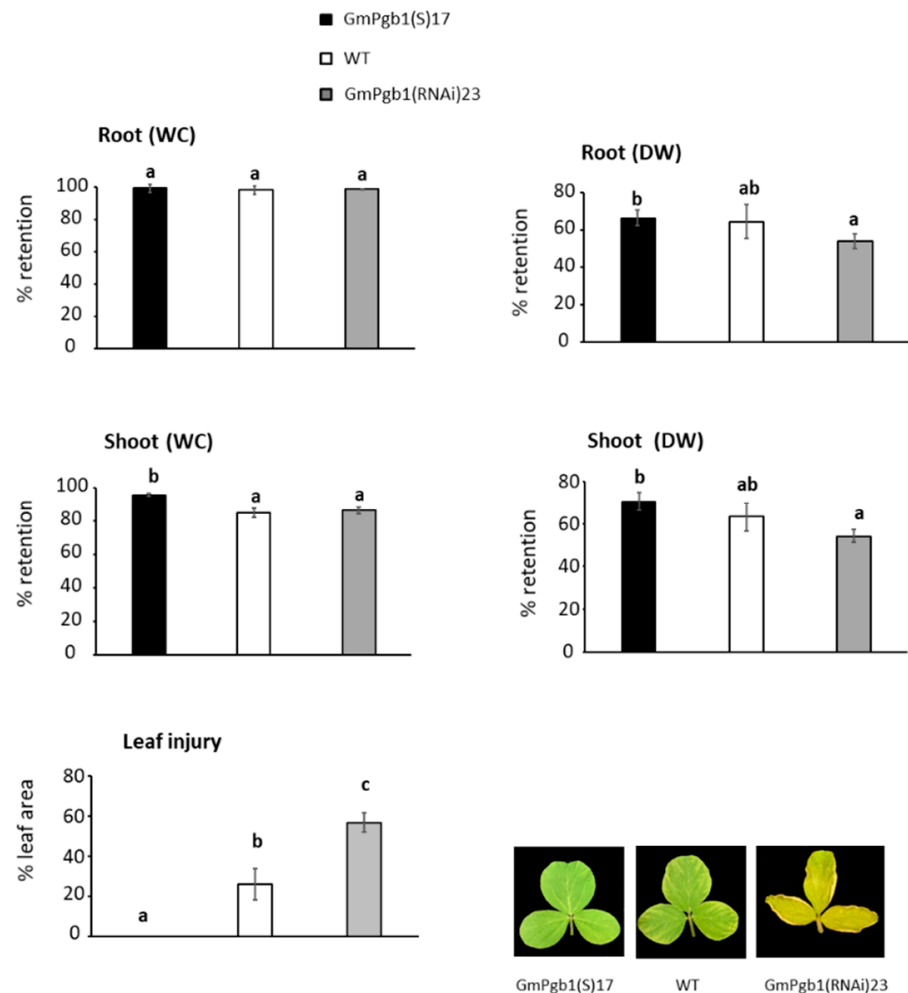 GmPgb1(S)17
WT
GmPgb1(RNAi)23
Root (WC)
a a a
100
80
60
40
20
0
% retention
Root (DW)
b ab a
80
60
40
20
0
% retention
Shoot (WC)
b a a
100
80
60
40
20
0
% retention
Shoot (DW)
b ab a
80
60
40
20
0
% retention
Leaf injury
a b c
80
60
40
20
0
% leaf area
GmPgb1(S)17 WT GmPgb1(RNAi)23